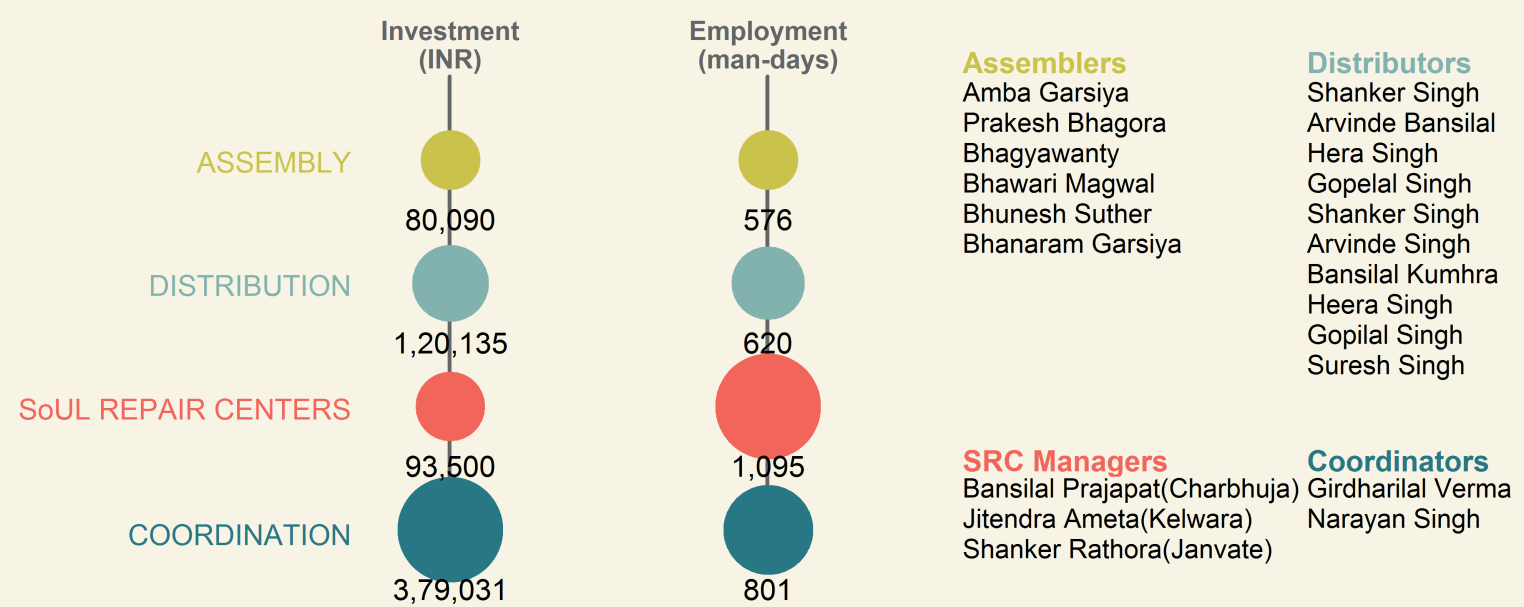 Investment
(INR)
Employment
(man-days)
ASSEMBLY
80,090
576
DISTRIBUTION
1,20,135
620
SoUL REPAIR CENTERS
93,500
1,095
COORDINATION
3,79,031
801
Assemblers
Amba Garsiya
Prakesh Bhagora
Bhagyawanty
Bhawari Magwal
Bhunesh Suther
Bhanaram Garsiya
Distributors
Shanker Singh
Arvinde Bansilal
Hera Singh
Gopelal Singh
Shanker Singh
Arvinde Singh
Bansilal Kumhra
Heera Singh
Gopilal Singh
Suresh Singh
SRC Managers
Bansilal Prajapat(Charbhuja)
Jitendra Ameta(Kelwara)
Shanker Rathora(Janvate)
Coordinators
Girdharilal Verma
Narayan Singh